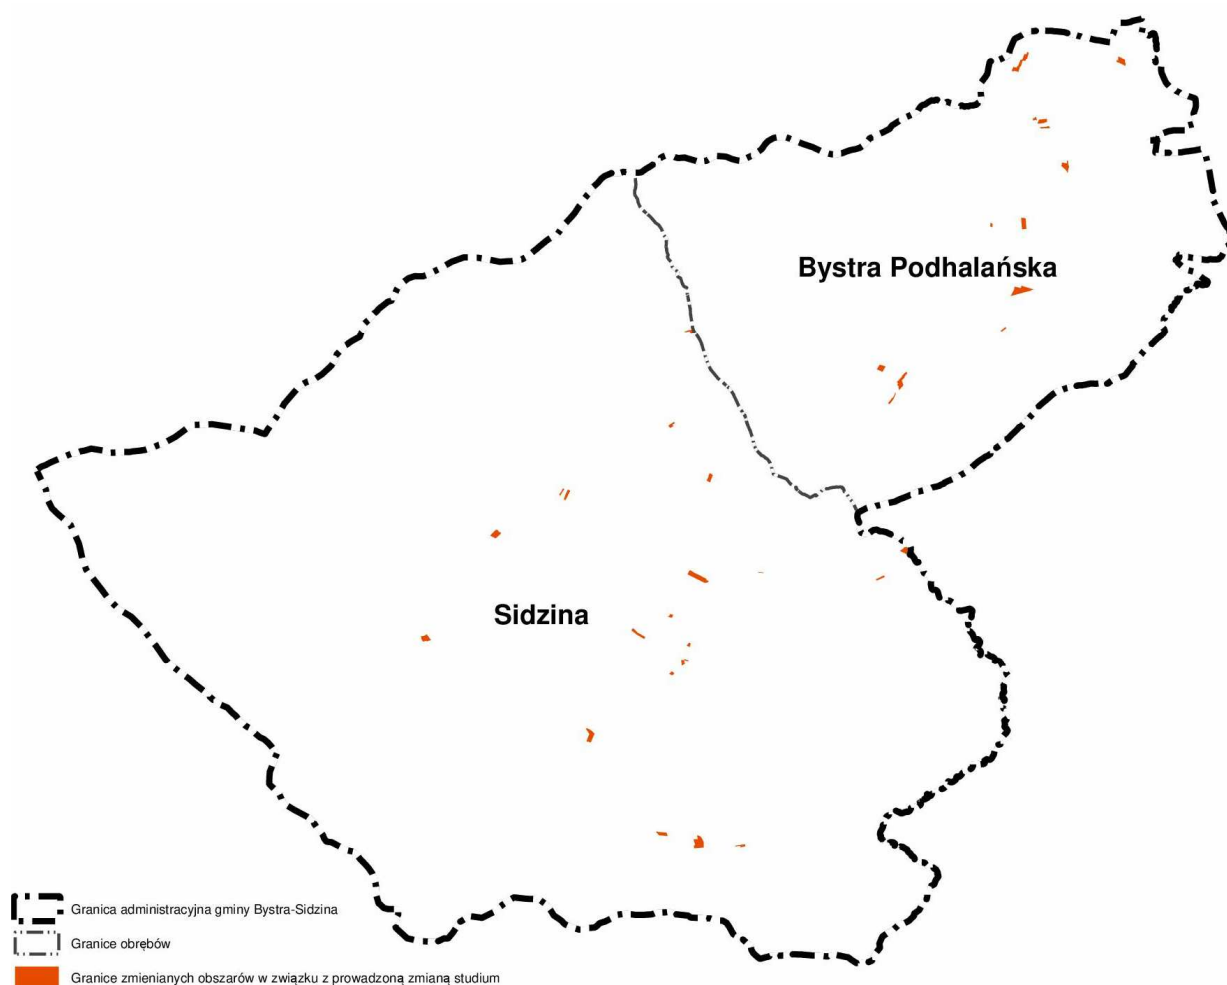 Bystra Podhalańska
Sidzina
Granica administracyjna gminy Bystra-Sidzina
Granice obrębów
Granice zmienianych obszarów w związku z prowadzoną zmianą studium